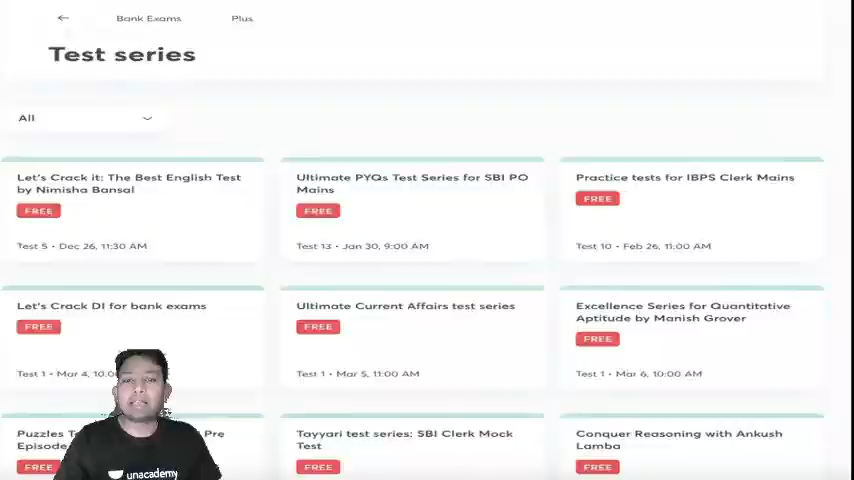 Bank Exams Plus
Test series
All
Let's Crack it: The Best English Test
by Nimisha Bansal
FREE
Test 5 • Dec 26, 11:30 AM
Ultimate PYQs Test Series for SBI PO
Mains
FREE
Test 13 • Jan 30, 9:00 AM
Practice tests for IBPS Clerk Mains
FREE
Test 10 • Feb 26, 11:00 AM
Let's Crack DI for bank exams
FREE
Test 1 • Mar 4, 10:0
Ultimate Current Affairs test series
FREE
Test 1 • Mar 5, 11:00 AM
Excellence Series for Quantitative
Aptitude by Manish Grover
FREE
Test 1 • Mar 6, 10:00 AM
Puzzles Pre
Episode
FREE
Tayyari test series: SBI Clerk Mock
Test
FREE
Conquer Reasoning with Ankush
Lamba
FREE
unacademy